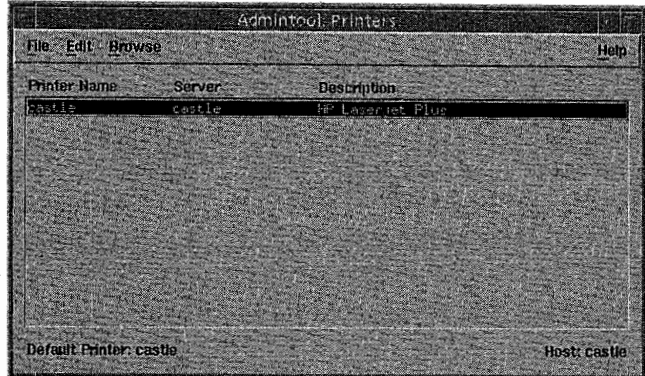 Admintool: Printers
File Edit Browse Help
Printer Name Server Description
castle castle HP Laserjet Plus
Default Printer: castle Host: castle